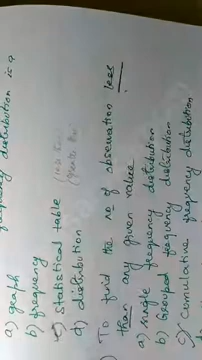 frequency distribution is a
a) graph
b) frequency
c) statistical table
d) distribution
) To find the no of observation less
than any given value
a) single frequency distribution
b) Grouped frequency distribution
c) Cumulative frequency distribution